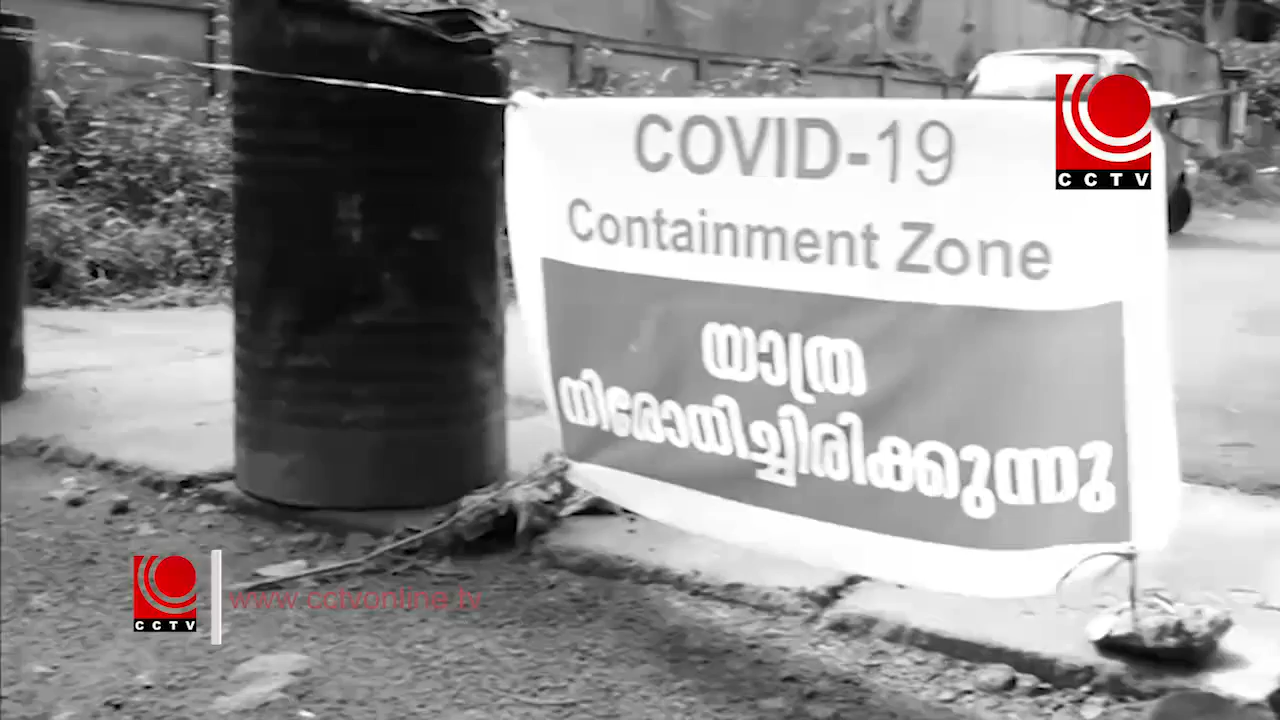 COVID-19
Containment Zone
യാത്ര
നിരോധിച്ചിരിക്കുന്നു
CCTV
CCTV
www.cctvonline.tv